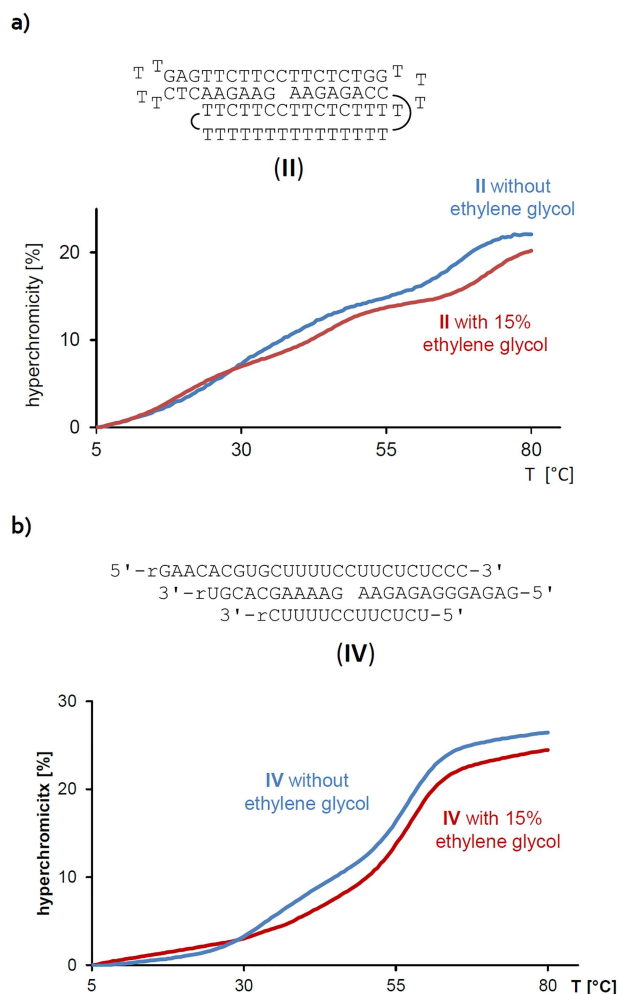 a)
T T GAGTTCTTCCTTCTCTGG T T
T T CTCAAGAAG AAGAGACC T
TTCTTCCTTCTCTTT T
TTTTTTTTTTTTTTT
(II)
II without
ethylene glycol
hyperchromicity [%]
20
10
0
II with 15%
ethylene glycol
5 30 55 80
T [°C]
b)
5'-rGAACACGUGCUUUUCCUUCUCUCCC-3'
3'-rUGCACGAAAAG AAGAGAGGGAGAG-5'
3'-rCUUUUCCUUCUCU-5'
(IV)
hyperchromicitx [%]
30
20
10
0
IV without
ethylene glycol
IV with 15%
ethylene glycol
5 30 55 80 T [°C]